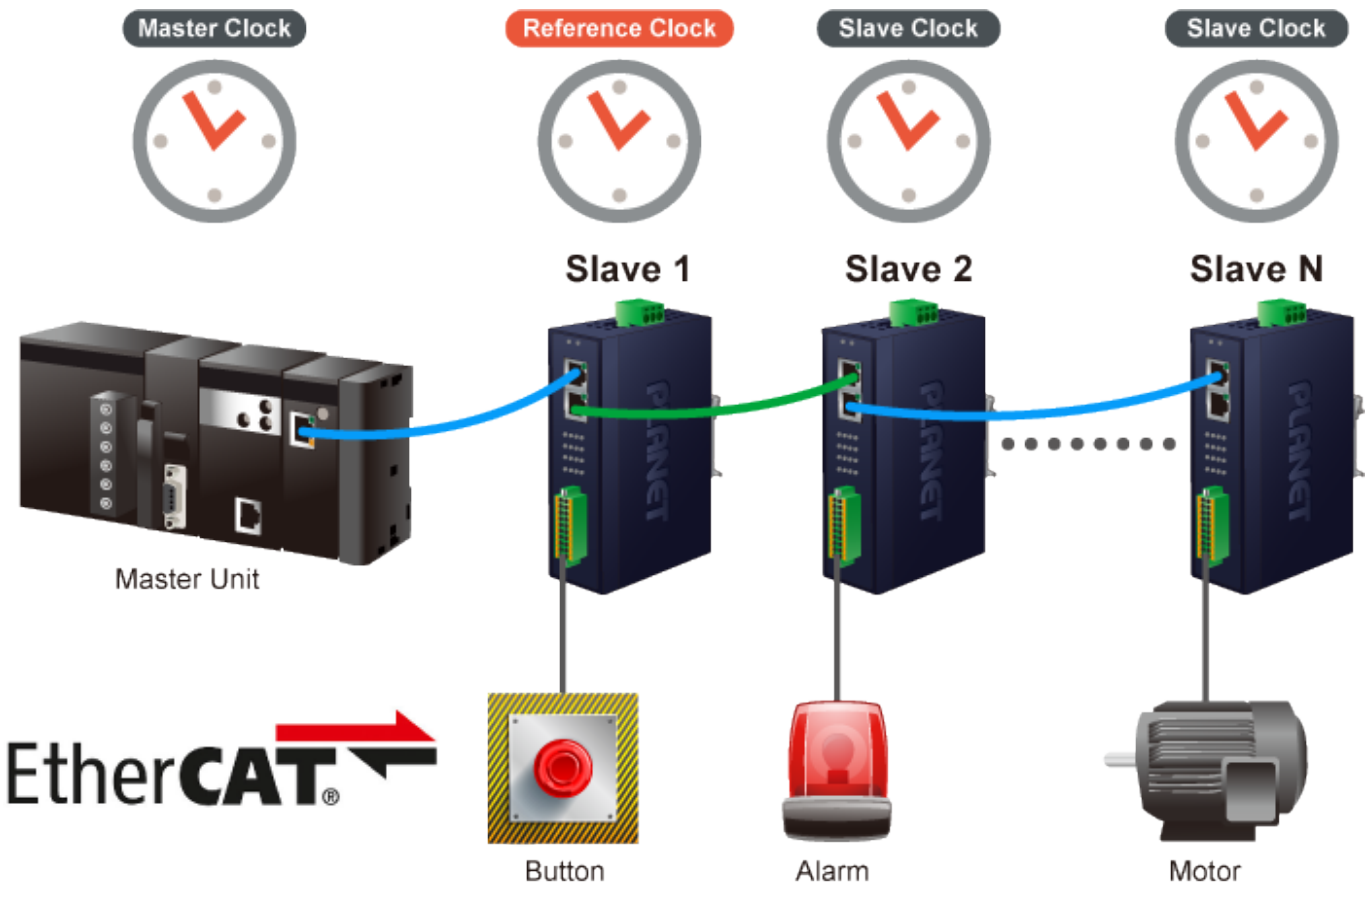 Master Clock
Reference Clock
Slave Clock
Slave Clock
Slave 1
Slave 2
Slave N
PLANET
PLANET
PLANET
Master Unit
EtherCAT®
Button
Alarm
Motor